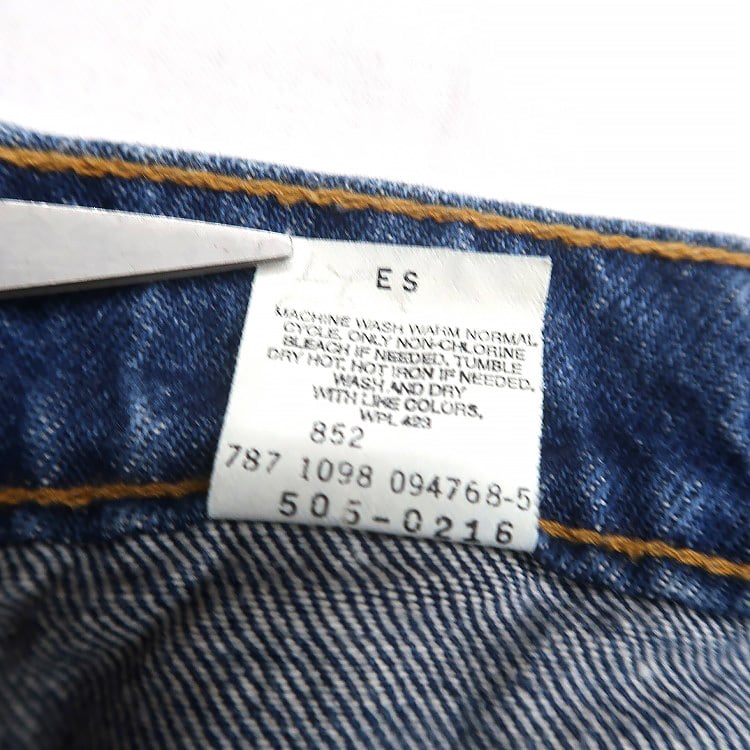 ES
MACHINE WASH WARM NORMAL
CYCLE. ONLY NON-CHLORINE
BLEACH IF NEEDED. TUMBLE
DRY HOT. HOT IRON IF NEEDED.
WASH AND DRY
WITH LIKE COLORS.
WPL 423
852
787 1098 094768-5
505-0216